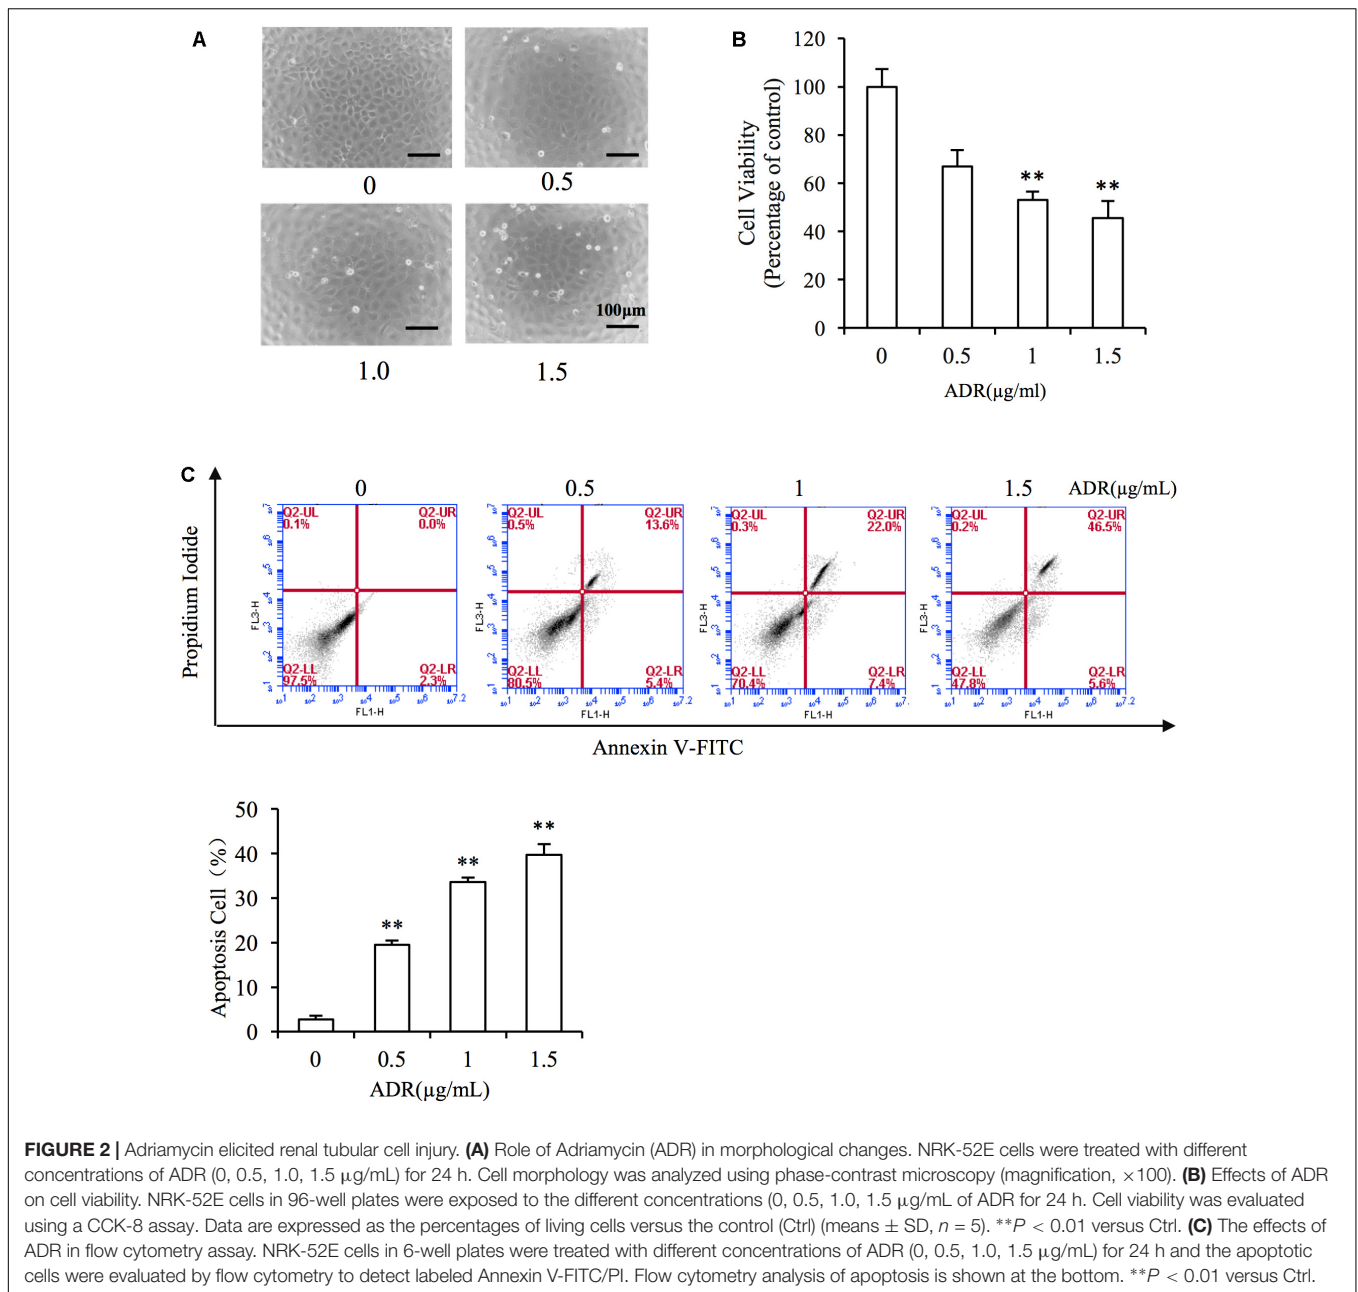 A
0
0.5
1.0
1.5
100μm
B
120
100
80
60
40
20
0
Cell Viability
(Percentage of control)
**
**
0 0.5 1 1.5
ADR(μg/ml)
C
0 0.5 1 1.5 ADR(μg/mL)
Propidium Iodide
Q2-UL Q2-UR
0.1% 0.0%
Q2-LL Q2-LR
97.5% 2.3%
FL3-H
FL1-H
Q2-UL Q2-UR
0.5% 13.6%
Q2-LL Q2-LR
80.5% 5.4%
FL3-H
FL1-H
Q2-UL Q2-UR
0.3% 22.0%
Q2-LL Q2-LR
70.4% 7.4%
FL3-H
FL1-H
Q2-UL Q2-UR
0.2% 46.5%
Q2-LL Q2-LR
47.8% 5.6%
FL3-H
FL1-H
Annexin V-FITC
50
40
30
20
10
0
Apoptosis Cell (%)
**
**
**
0 0.5 1 1.5
ADR(μg/mL)
FIGURE 2 | Adriamycin elicited renal tubular cell injury. (A) Role of Adriamycin (ADR) in morphological changes. NRK-52E cells were treated with different
concentrations of ADR (0, 0.5, 1.0, 1.5 μg/mL) for 24 h. Cell morphology was analyzed using phase-contrast microscopy (magnification, ×100). (B) Effects of ADR
on cell viability. NRK-52E cells in 96-well plates were exposed to the different concentrations (0, 0.5, 1.0, 1.5 μg/mL of ADR for 24 h. Cell viability was evaluated
using a CCK-8 assay. Data are expressed as the percentages of living cells versus the control (Ctrl) (means ± SD, n = 5). **P < 0.01 versus Ctrl. (C) The effects of
ADR in flow cytometry assay. NRK-52E cells in 6-well plates were treated with different concentrations of ADR (0, 0.5, 1.0, 1.5 μg/mL) for 24 h and the apoptotic
cells were evaluated by flow cytometry to detect labeled Annexin V-FITC/PI. Flow cytometry analysis of apoptosis is shown at the bottom. **P < 0.01 versus Ctrl.